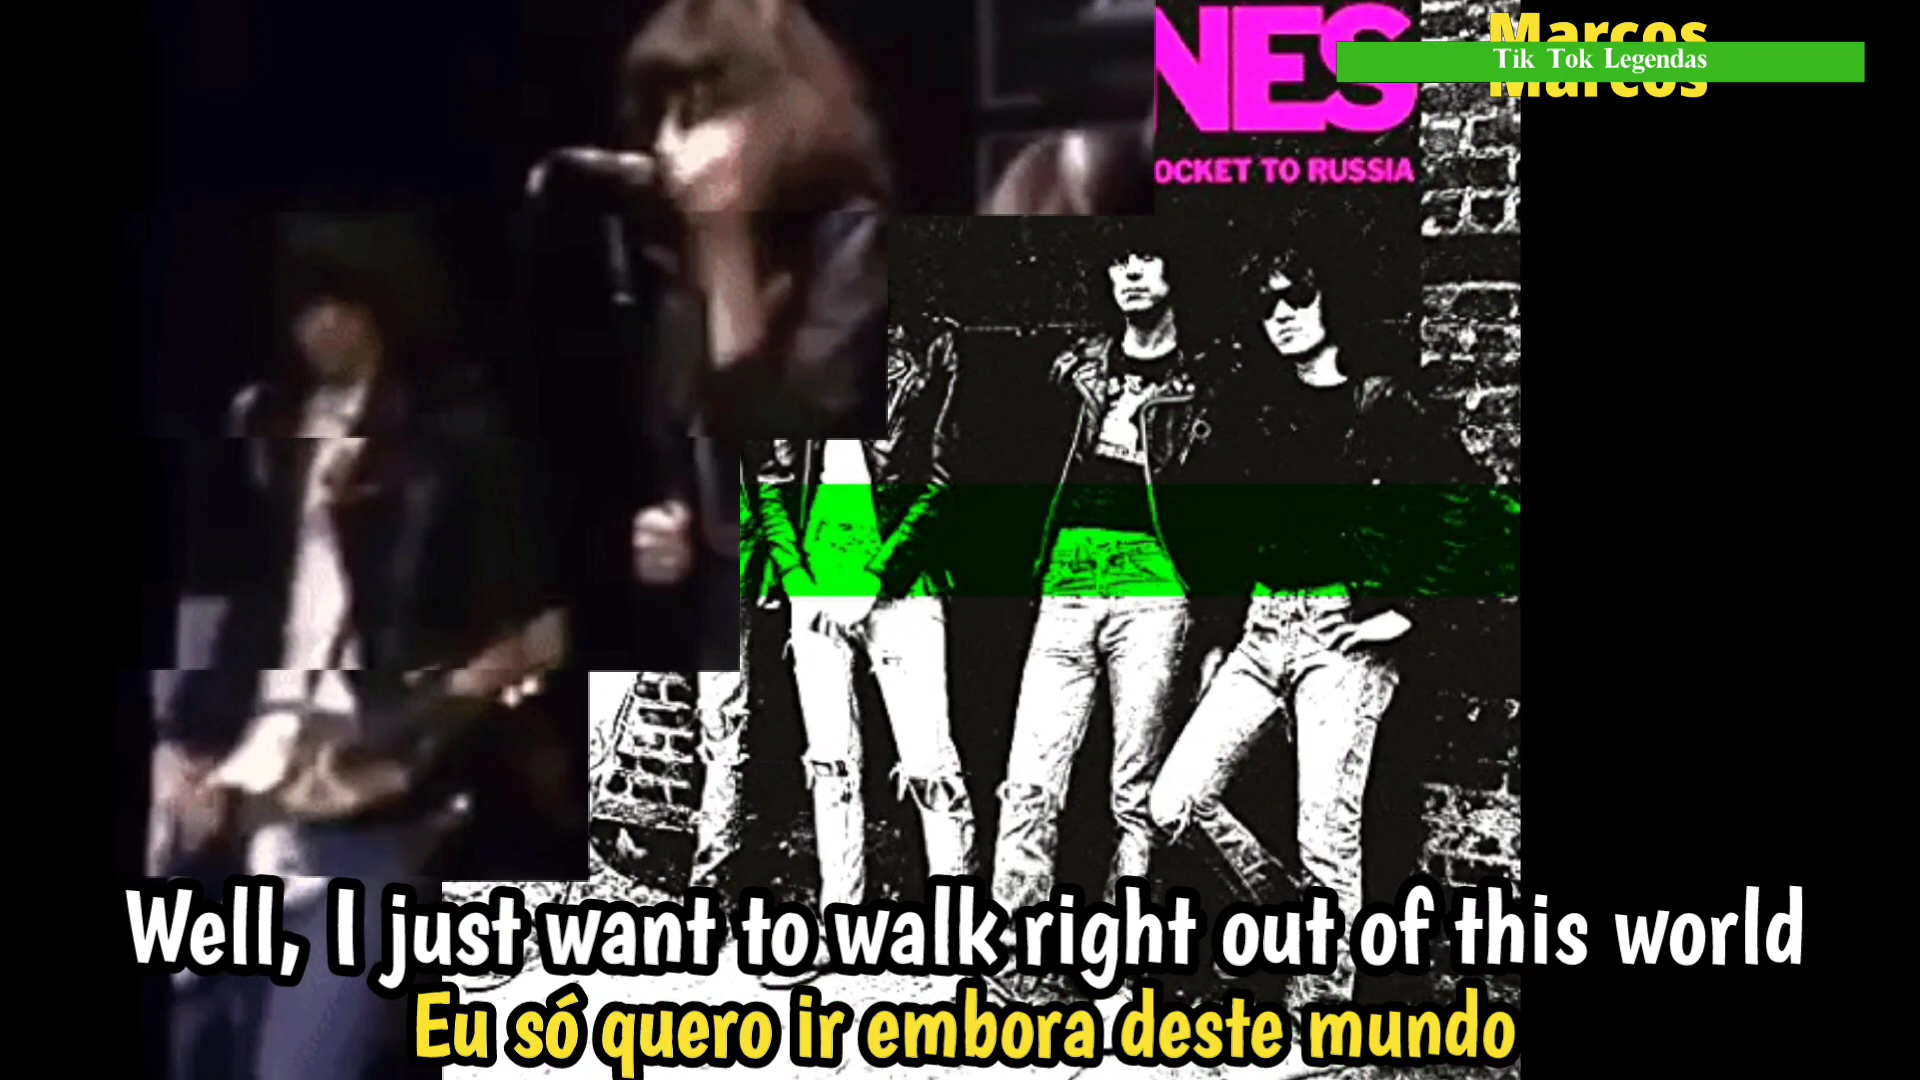 NES
OCKET TO RUSSIA
Marcos
Tik Tok Legendas
Marcos
Well, I just want to walk right out of this world
Eu só quero ir embora deste mundo